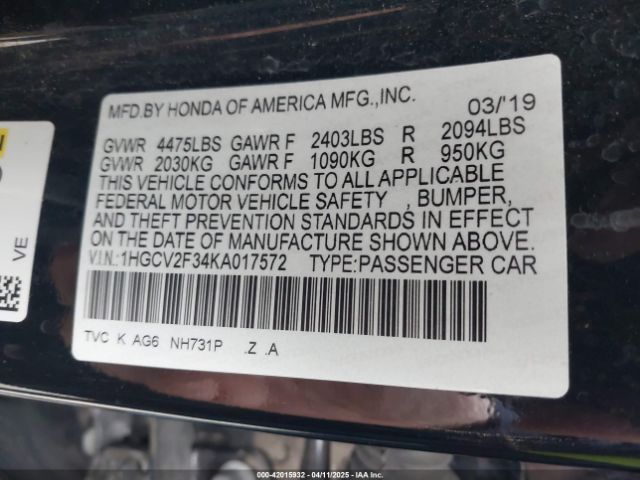 MFD.BY HONDA OF AMERICA MFG.,INC. 03/'19
GVWR 4475LBS GAWR F 2403LBS R 2094LBS
GVWR 2030KG GAWR F 1090KG R 950KG
THIS VEHICLE CONFORMS TO ALL APPLICABLE
FEDERAL MOTOR VEHICLE SAFETY , BUMPER,
AND THEFT PREVENTION STANDARDS IN EFFECT
ON THE DATE OF MANUFACTURE SHOWN ABOVE.
V.I.N.:1HGCV2F34KA017572 TYPE:PASSENGER CAR
TVC K AG6 NH731P .Z .A
VE
000-42015932 - 04/11/2025 - IAA Inc.